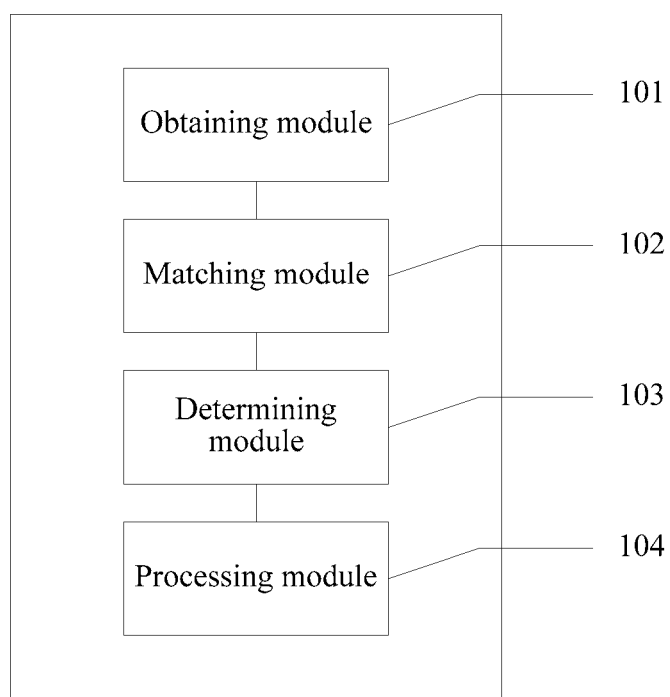 Obtaining module
101
Matching module
102
Determining
module
103
Processing module
104